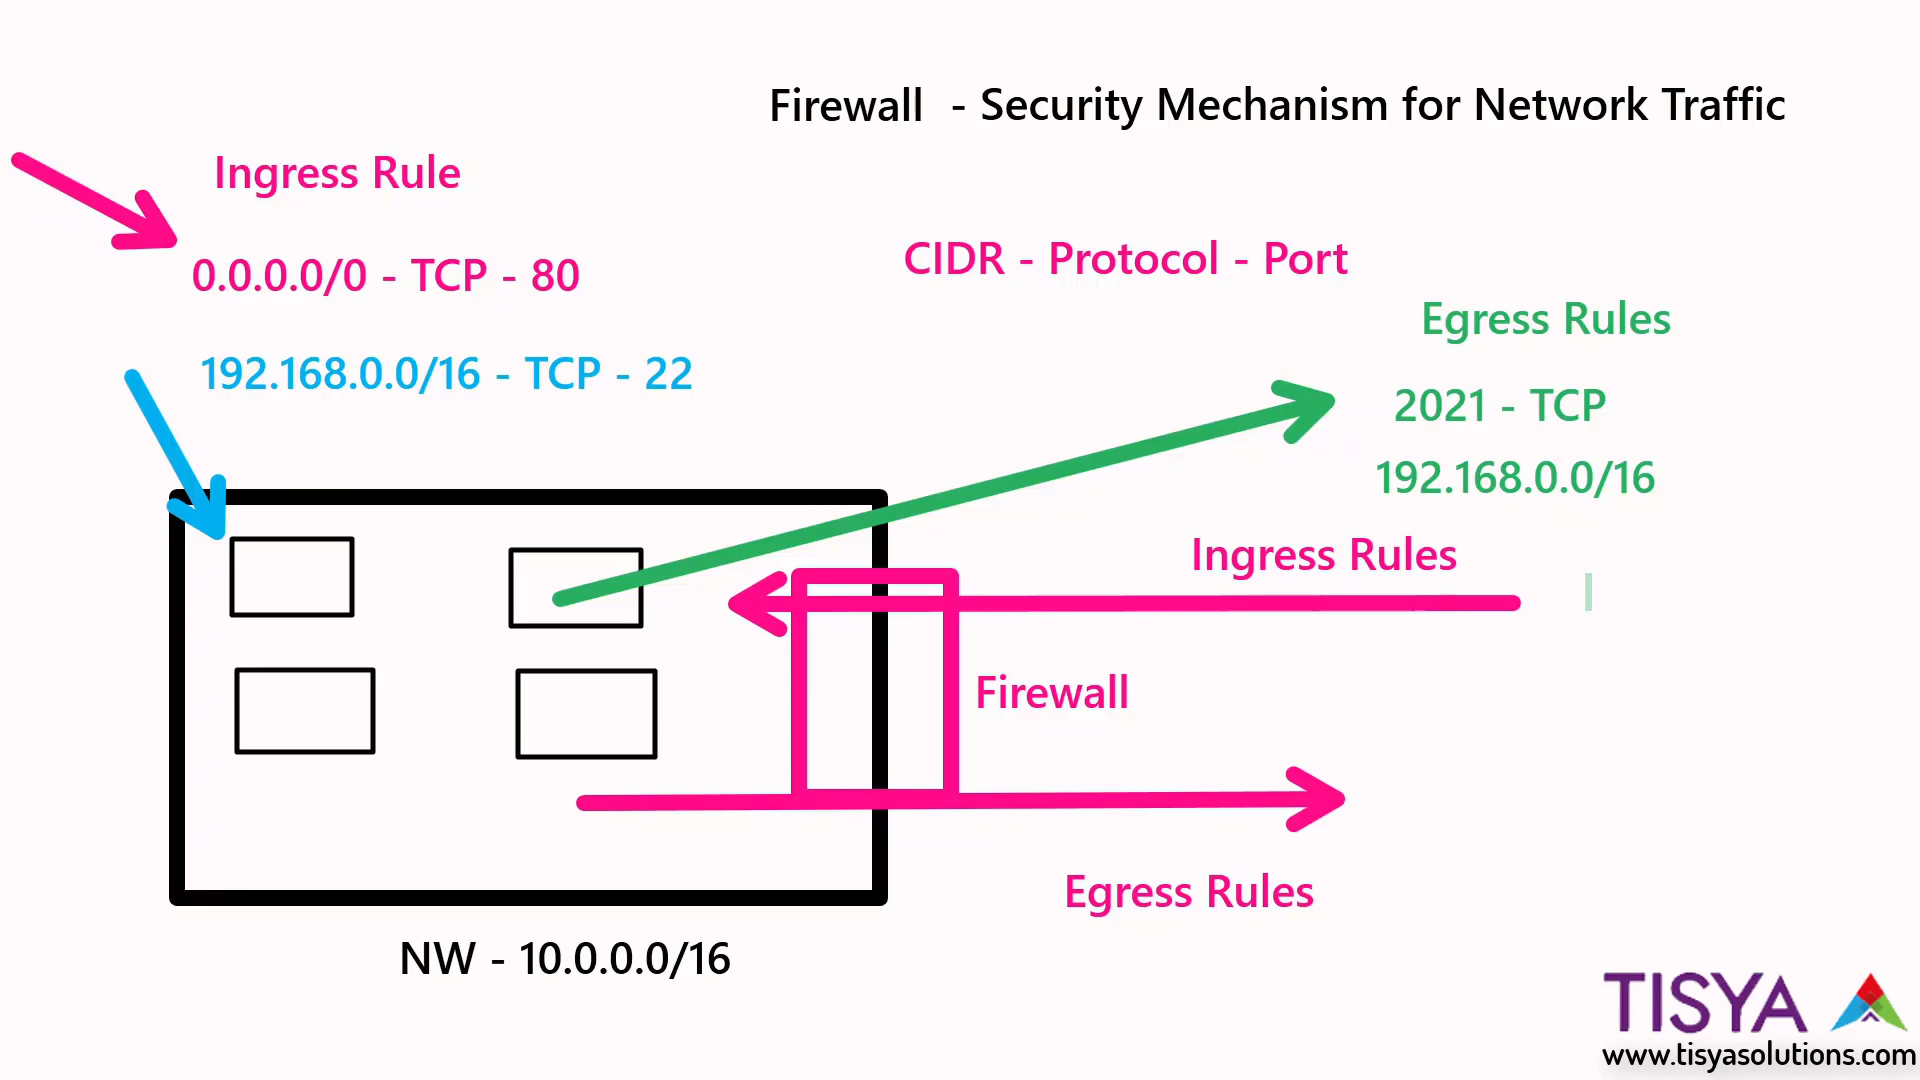 Firewall - Security Mechanism for Network Traffic
Ingress Rule
0.0.0.0/0 - TCP - 80
CIDR - Protocol - Port
Egress Rules
192.168.0.0/16 - TCP - 22
2021 - TCP
192.168.0.0/16
Ingress Rules
Firewall
Egress Rules
NW - 10.0.0.0/16
TISYA
www.tisyasolutions.com